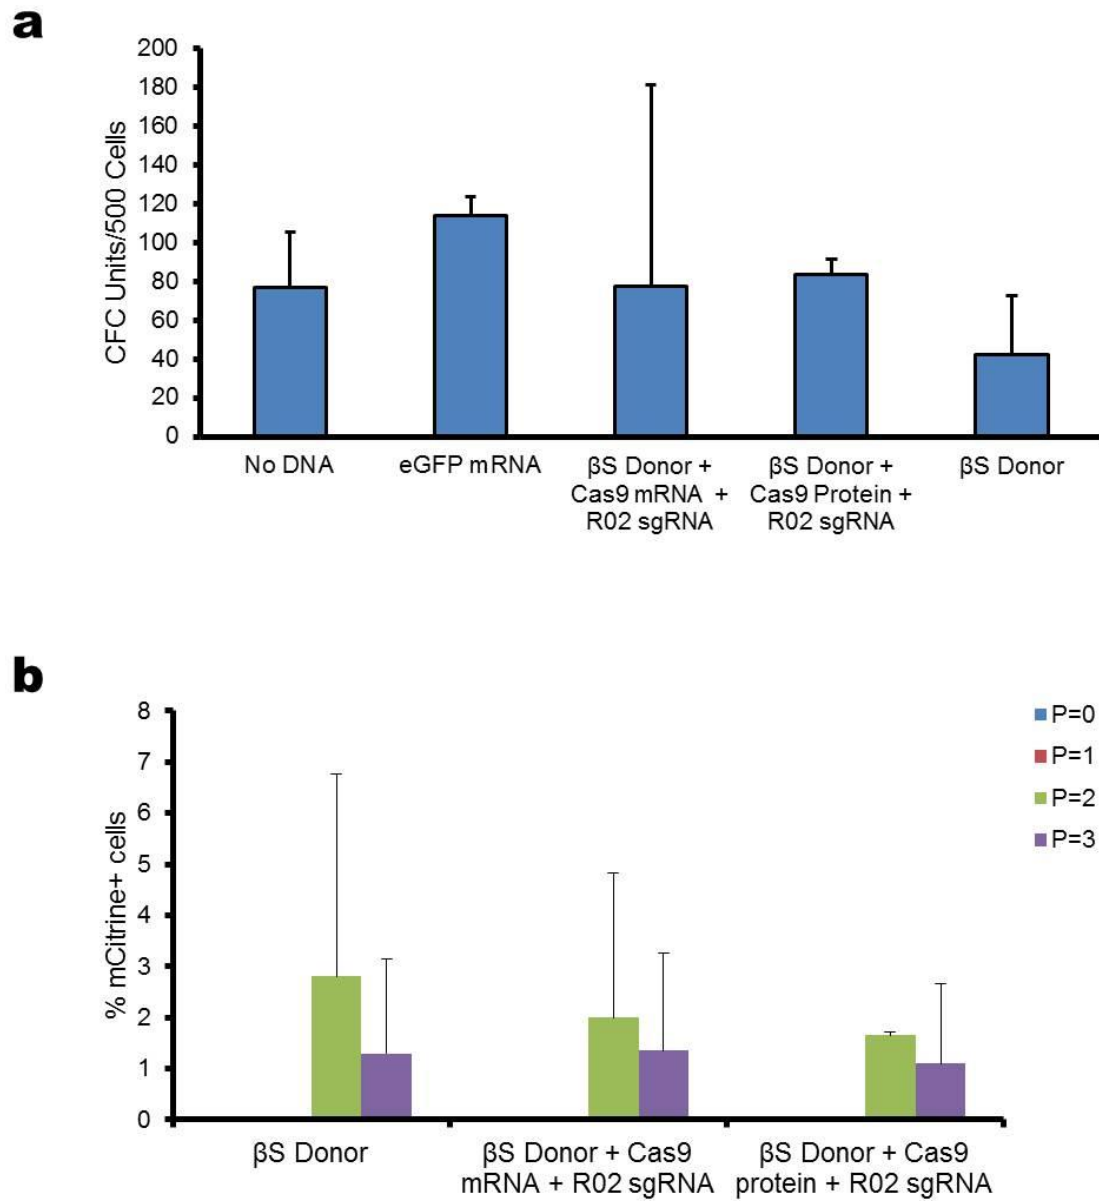 a
200
180
160
140
120
100
80
60
40
20
0
CFC Units/500 Cells
No DNA
eGFP mRNA
βS Donor +
Cas9 mRNA +
R02 sgRNA
βS Donor +
Cas9 Protein +
R02 sgRNA
βS Donor
b
8
7
6
5
4
3
2
1
0
% mCitrine+ cells
P=0
P=1
P=2
P=3
βS Donor
βS Donor + Cas9
mRNA + R02 sgRNA
βS Donor + Cas9
protein + R02 sgRNA